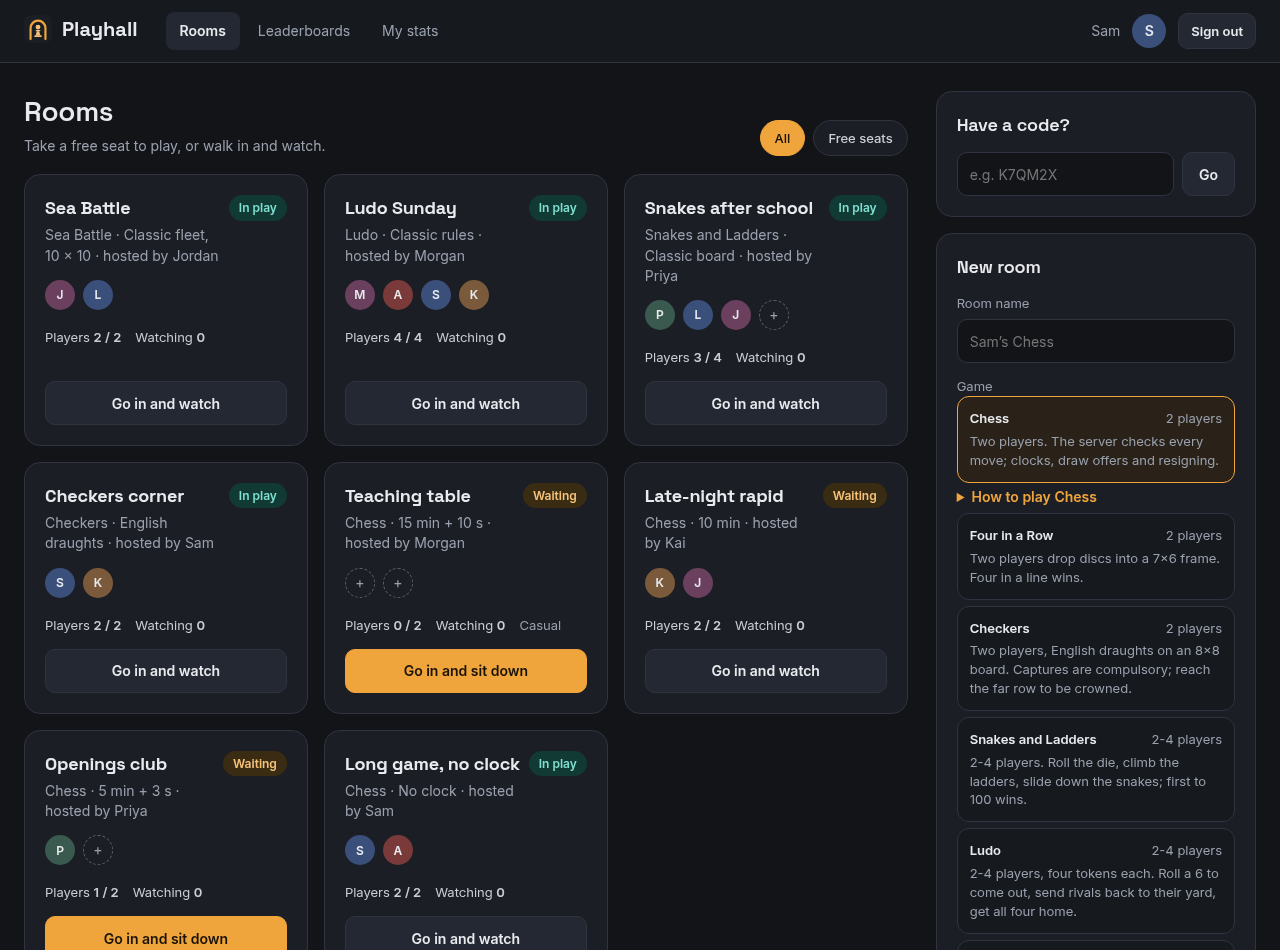 Playhall
Rooms
Leaderboards
My stats
Sam
S
Sign out
Rooms
Take a free seat to play, or walk in and watch.
All
Free seats
Sea Battle
In play
Sea Battle · Classic fleet,
10 × 10 · hosted by Jordan
J
L
Players 2 / 2
Watching 0
Go in and watch
Ludo Sunday
In play
Ludo · Classic rules ·
hosted by Morgan
M
A
S
K
Players 4 / 4
Watching 0
Go in and watch
Snakes after school
In play
Snakes and Ladders ·
Classic board · hosted by
Priya
P
L
J
+
Players 3 / 4
Watching 0
Go in and watch
Checkers corner
In play
Checkers · English
draughts · hosted by Sam
S
K
Players 2 / 2
Watching 0
Go in and watch
Teaching table
Waiting
Chess · 15 min + 10 s ·
hosted by Morgan
+
+
Players 0 / 2
Watching 0
Casual
Go in and sit down
Late-night rapid
Waiting
Chess · 10 min · hosted
by Kai
K
J
Players 2 / 2
Watching 0
Go in and watch
Openings club
Waiting
Chess · 5 min + 3 s ·
hosted by Priya
P
+
Players 1 / 2
Watching 0
Go in and sit down
Long game, no clock
In play
Chess · No clock · hosted
by Sam
S
A
Players 2 / 2
Watching 0
Go in and watch
Have a code?
e.g. K7QM2X
Go
New room
Room name
Sam's Chess
Game
Chess
2 players
Two players. The server checks every
move; clocks, draw offers and resigning.
How to play Chess
Four in a Row
2 players
Two players drop discs into a 7×6 frame.
Four in a line wins.
Checkers
2 players
Two players, English draughts on an 8×8
board. Captures are compulsory; reach
the far row to be crowned.
Snakes and Ladders
2-4 players
2-4 players. Roll the die, climb the
ladders, slide down the snakes; first to
100 wins.
Ludo
2-4 players
2-4 players, four tokens each. Roll a 6 to
come out, send rivals back to their yard,
get all four home.